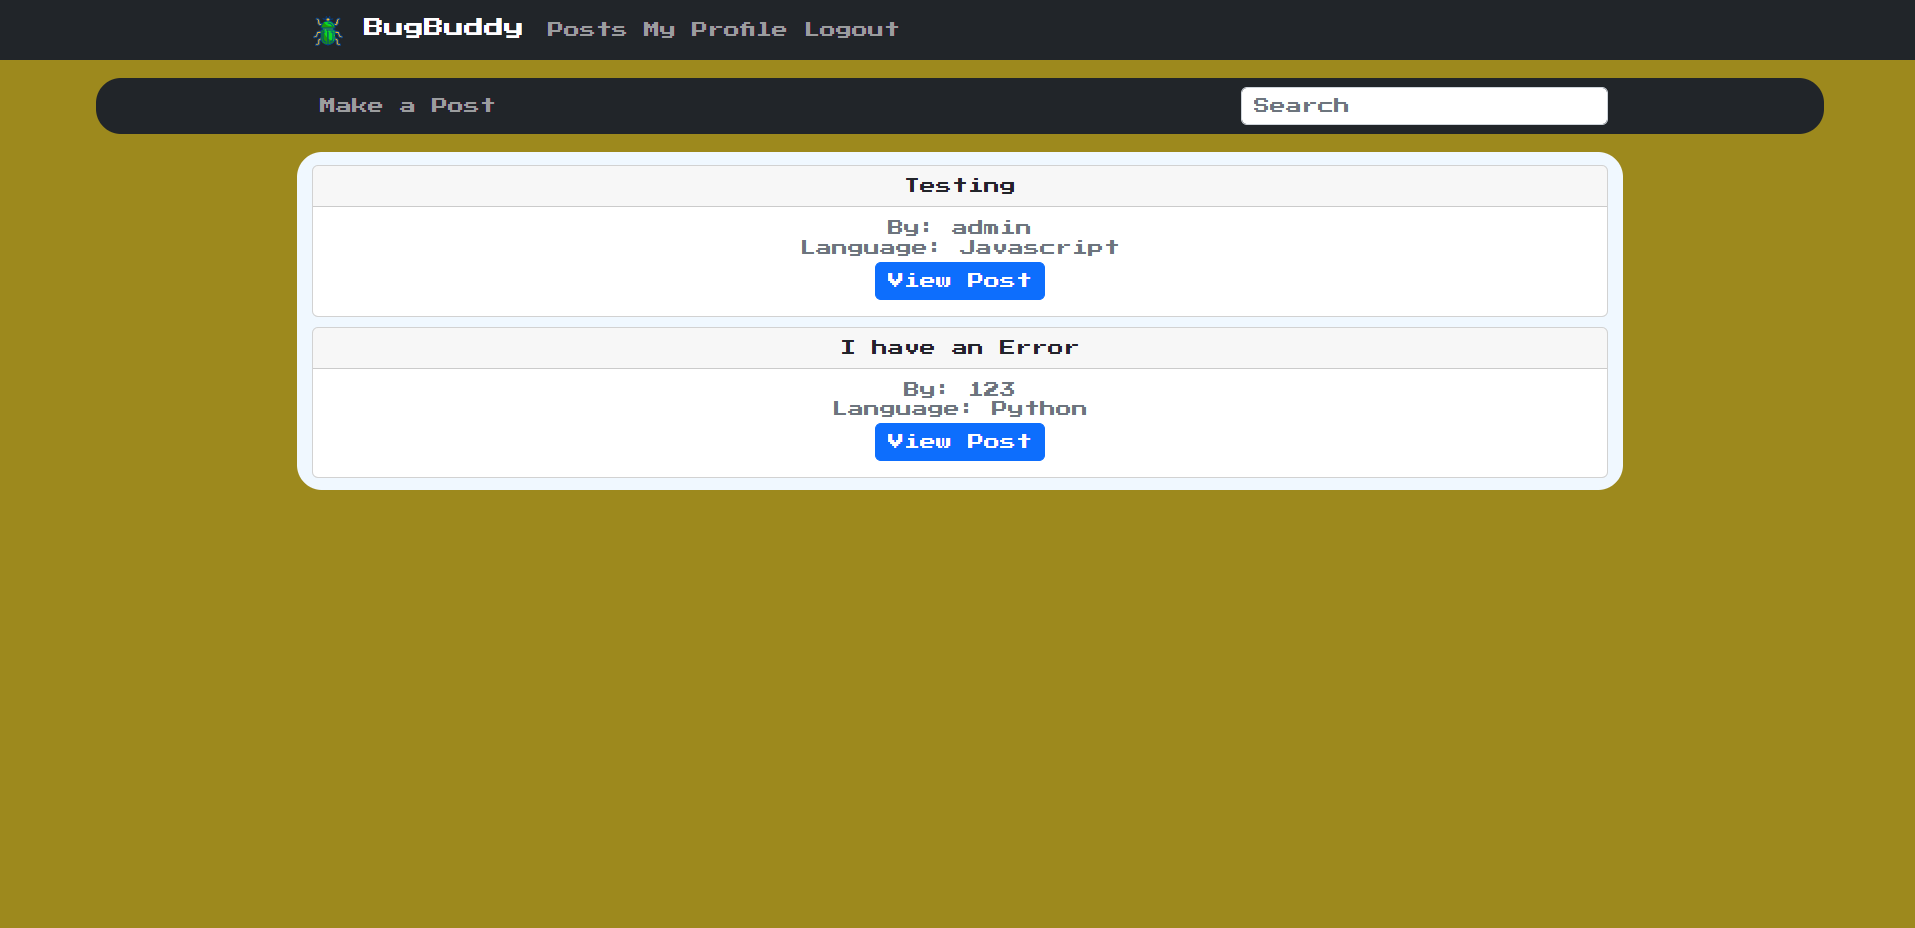 BugBuddy Posts My Profile Logout
Make a Post Search
Testing
By: admin
Language: Javascript
View Post
I have an Error
By: 123
Language: Python
View Post